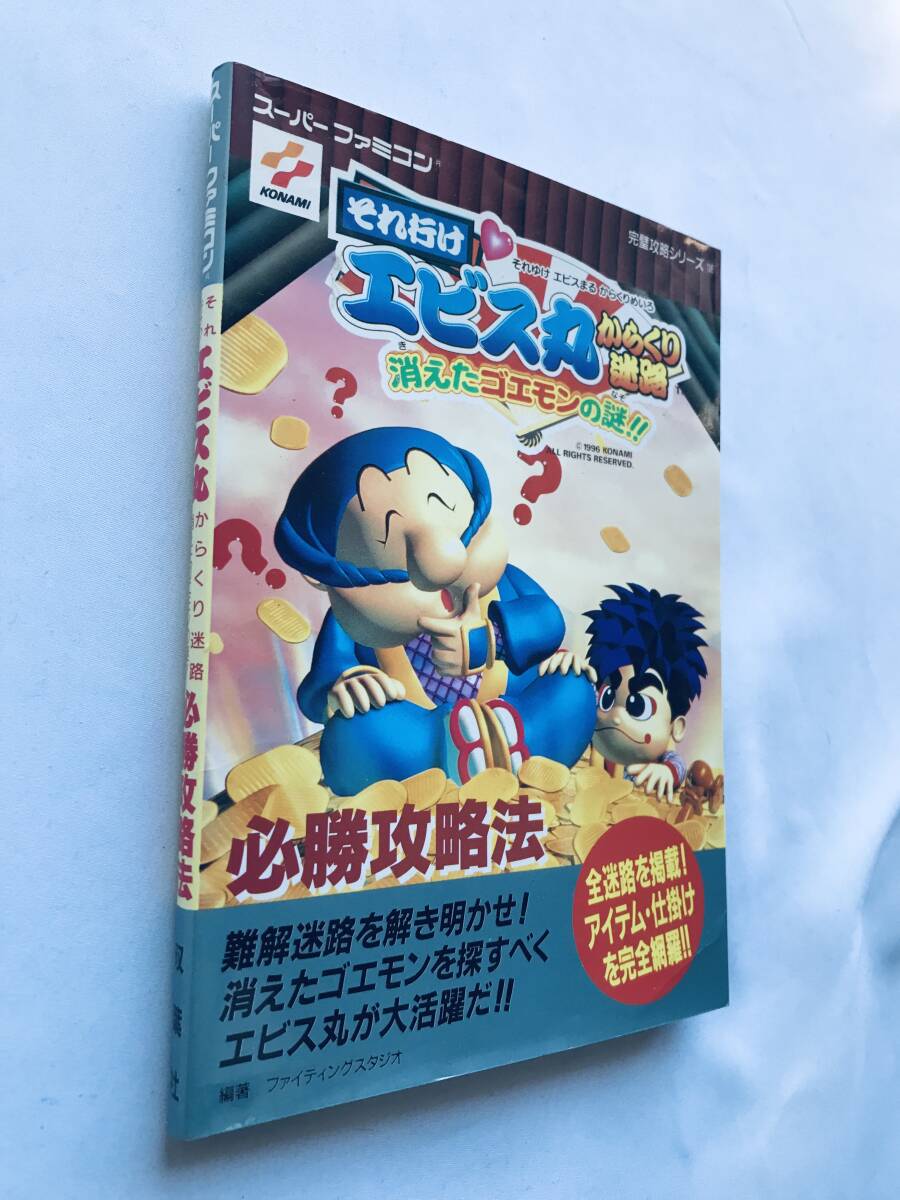 スーパーファミコン
KONAMI
完璧攻略シリーズ
それ行け
それゆけ エビスまる からくりめいろ
エビス丸
からくり
迷路
き
なぞ
消えたゴエモンの謎!!
© 1996 KONAMI
ALL RIGHTS RESERVED.
必勝攻略法
全迷路を掲載!
アイテム・仕掛け
を完全網羅!!
難解迷路を解き明かせ!
消えたゴエモンを探すべく
エビス丸が大活躍だ!!
編著 ファイティングスタジオ
スーパーファミコン
それ
エビス丸
からくり迷路
必勝攻略法
双葉社